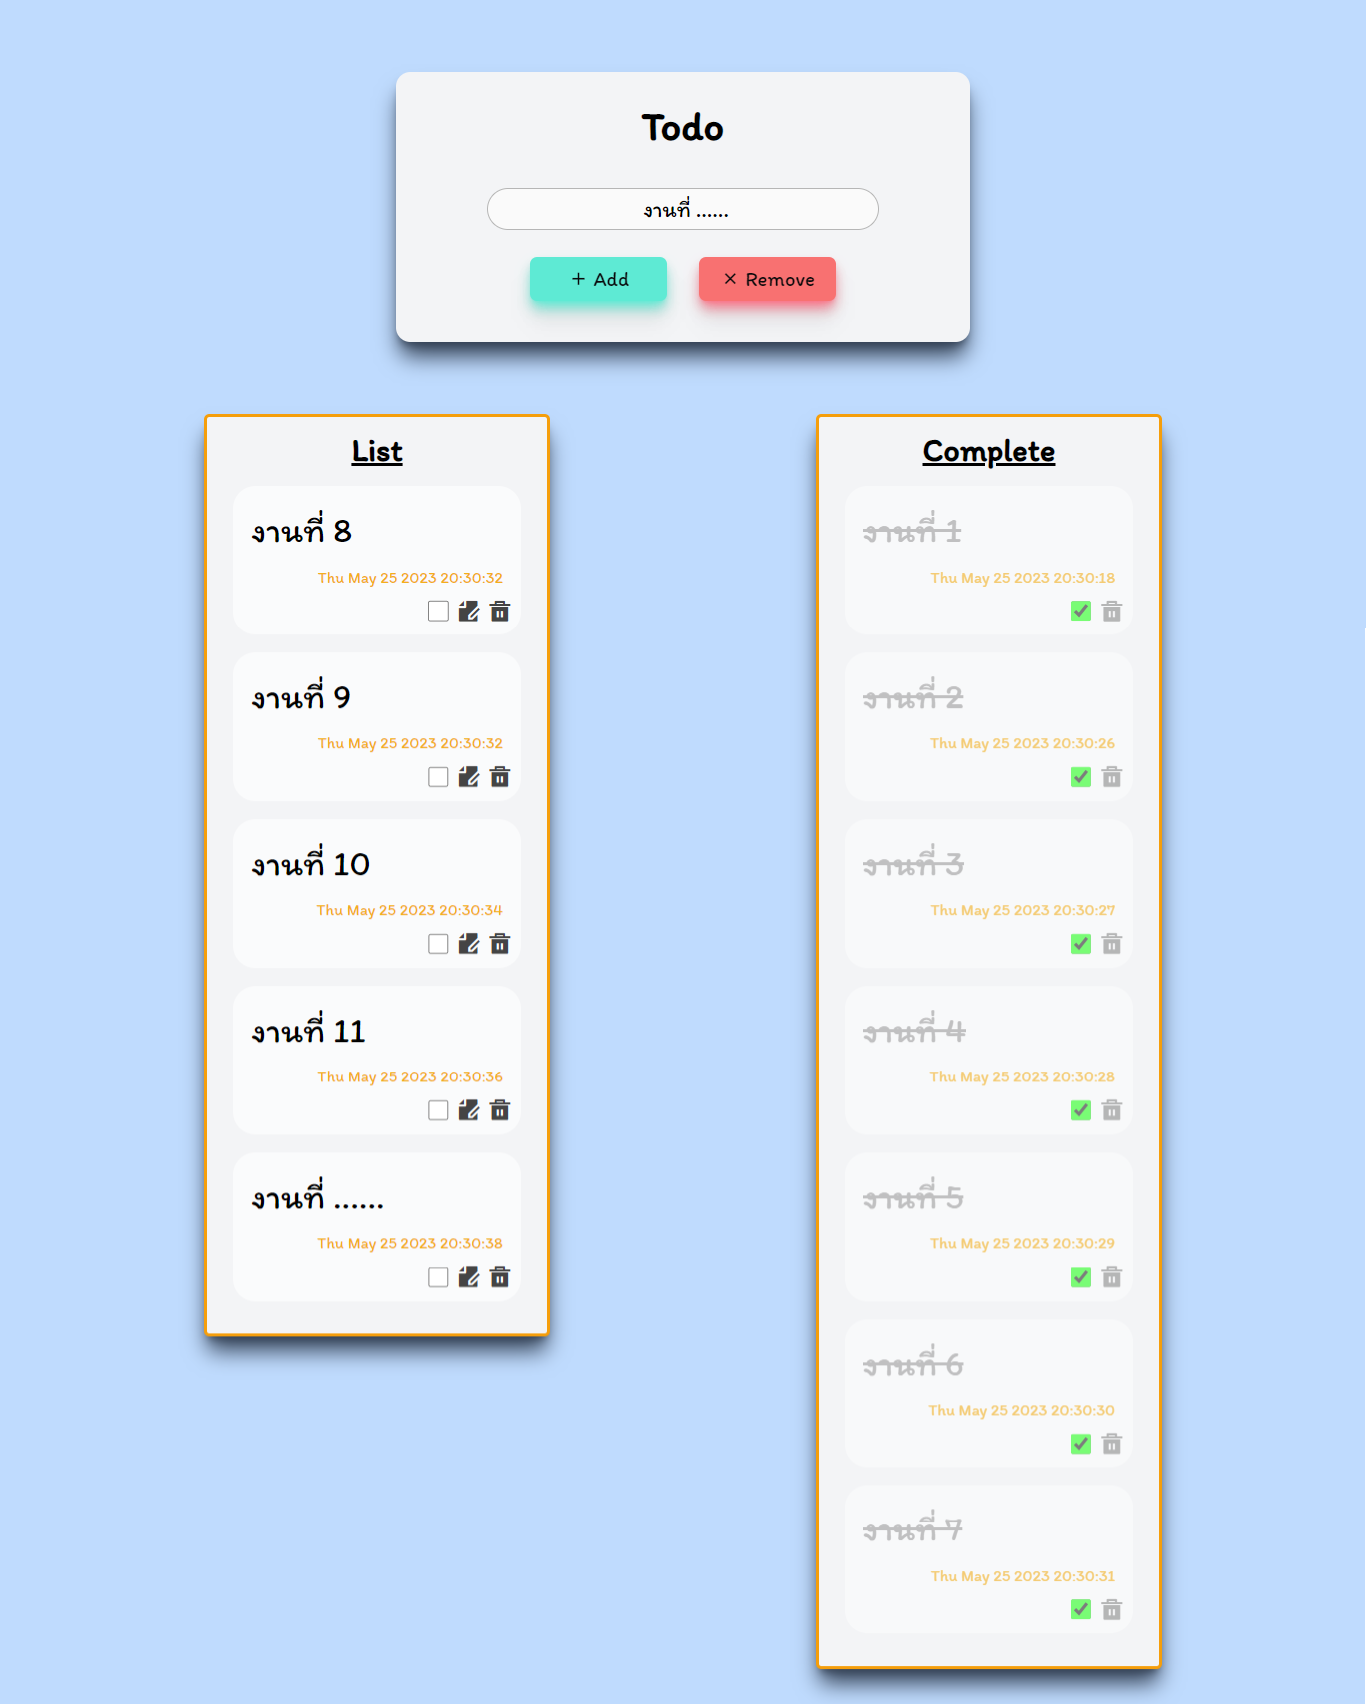 Todo
งานที่ ......
+ Add
× Remove
List
งานที่ 8
Thu May 25 2023 20:30:32
งานที่ 9
Thu May 25 2023 20:30:32
งานที่ 10
Thu May 25 2023 20:30:34
งานที่ 11
Thu May 25 2023 20:30:36
งานที่ ......
Thu May 25 2023 20:30:38
Complete
งานที่ 1
Thu May 25 2023 20:30:18
งานที่ 2
Thu May 25 2023 20:30:26
งานที่ 3
Thu May 25 2023 20:30:27
งานที่ 4
Thu May 25 2023 20:30:28
งานที่ 5
Thu May 25 2023 20:30:29
งานที่ 6
Thu May 25 2023 20:30:30
งานที่ 7
Thu May 25 2023 20:30:31